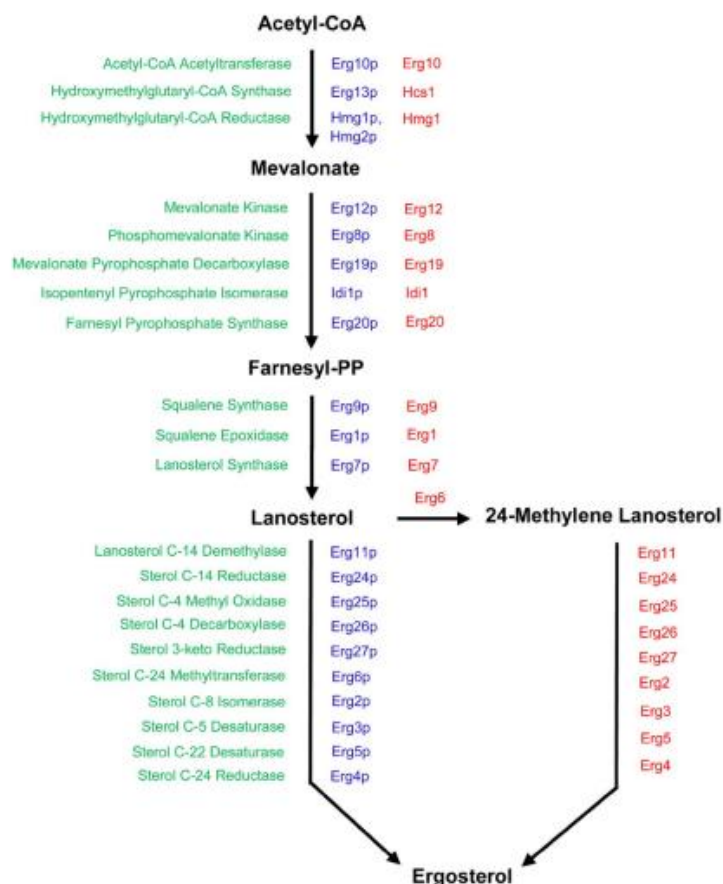 Acetyl-CoA
Acetyl-CoA Acetyltransferase Erg10p Erg10
Hydroxymethylglutaryl-CoA Synthase Erg13p Hcs1
Hydroxymethylglutaryl-CoA Reductase Hmg1p, Hmg1
Hmg2p
Mevalonate
Mevalonate Kinase Erg12p Erg12
Phosphomevalonate Kinase Erg8p Erg8
Mevalonate Pyrophosphate Decarboxylase Erg19p Erg19
Isopentenyl Pyrophosphate Isomerase Idi1p Idi1
Farnesyl Pyrophosphate Synthase Erg20p Erg20
Farnesyl-PP
Squalene Synthase Erg9p Erg9
Squalene Epoxidase Erg1p Erg1
Lanosterol Synthase Erg7p Erg7
Erg6
Lanosterol 24-Methylene Lanosterol
Lanosterol C-14 Demethylase Erg11p Erg11
Sterol C-14 Reductase Erg24p Erg24
Sterol C-4 Methyl Oxidase Erg25p Erg25
Sterol C-4 Decarboxylase Erg26p Erg26
Sterol 3-keto Reductase Erg27p Erg27
Sterol C-24 Methyltransferase Erg6p Erg2
Sterol C-8 Isomerase Erg2p Erg3
Sterol C-5 Desaturase Erg3p Erg5
Sterol C-22 Desaturase Erg5p Erg4
Sterol C-24 Reductase Erg4p
Ergosterol